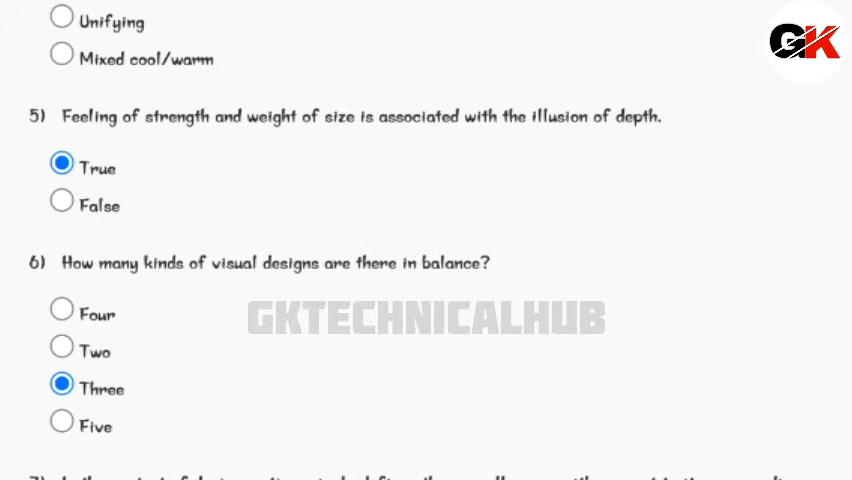 Unifying
Mixed cool/warm
GK
5) Feeling of strength and weight of size is associated with the illusion of depth.
True
False
6) How many kinds of visual designs are there in balance?
Four
GKTECHNICALHUB
Two
Three
Five